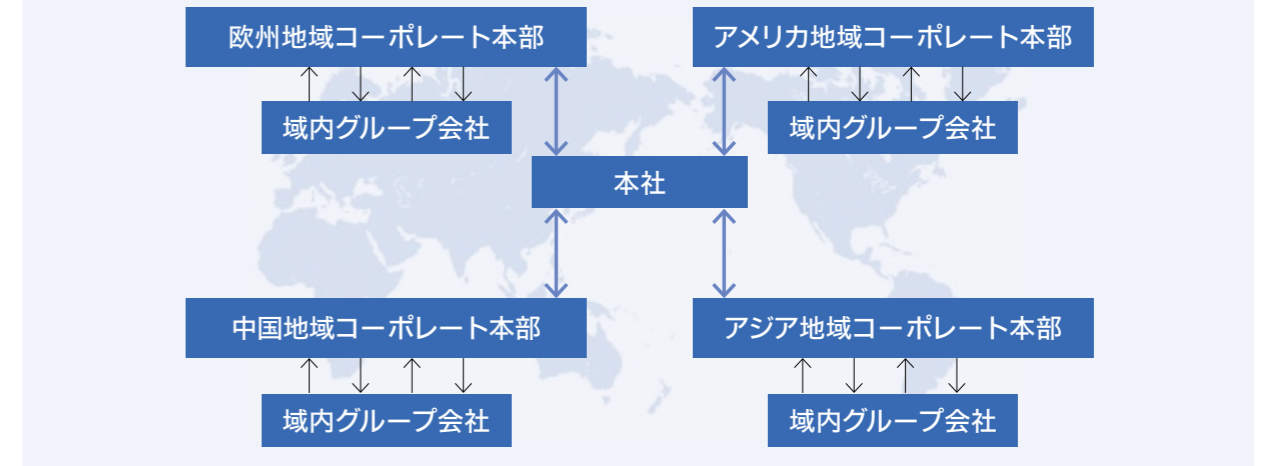 欧州地域コーポレート本部
アメリカ地域コーポレート本部
域内グループ会社
域内グループ会社
本社
中国地域コーポレート本部
アジア地域コーポレート本部
域内グループ会社
域内グループ会社